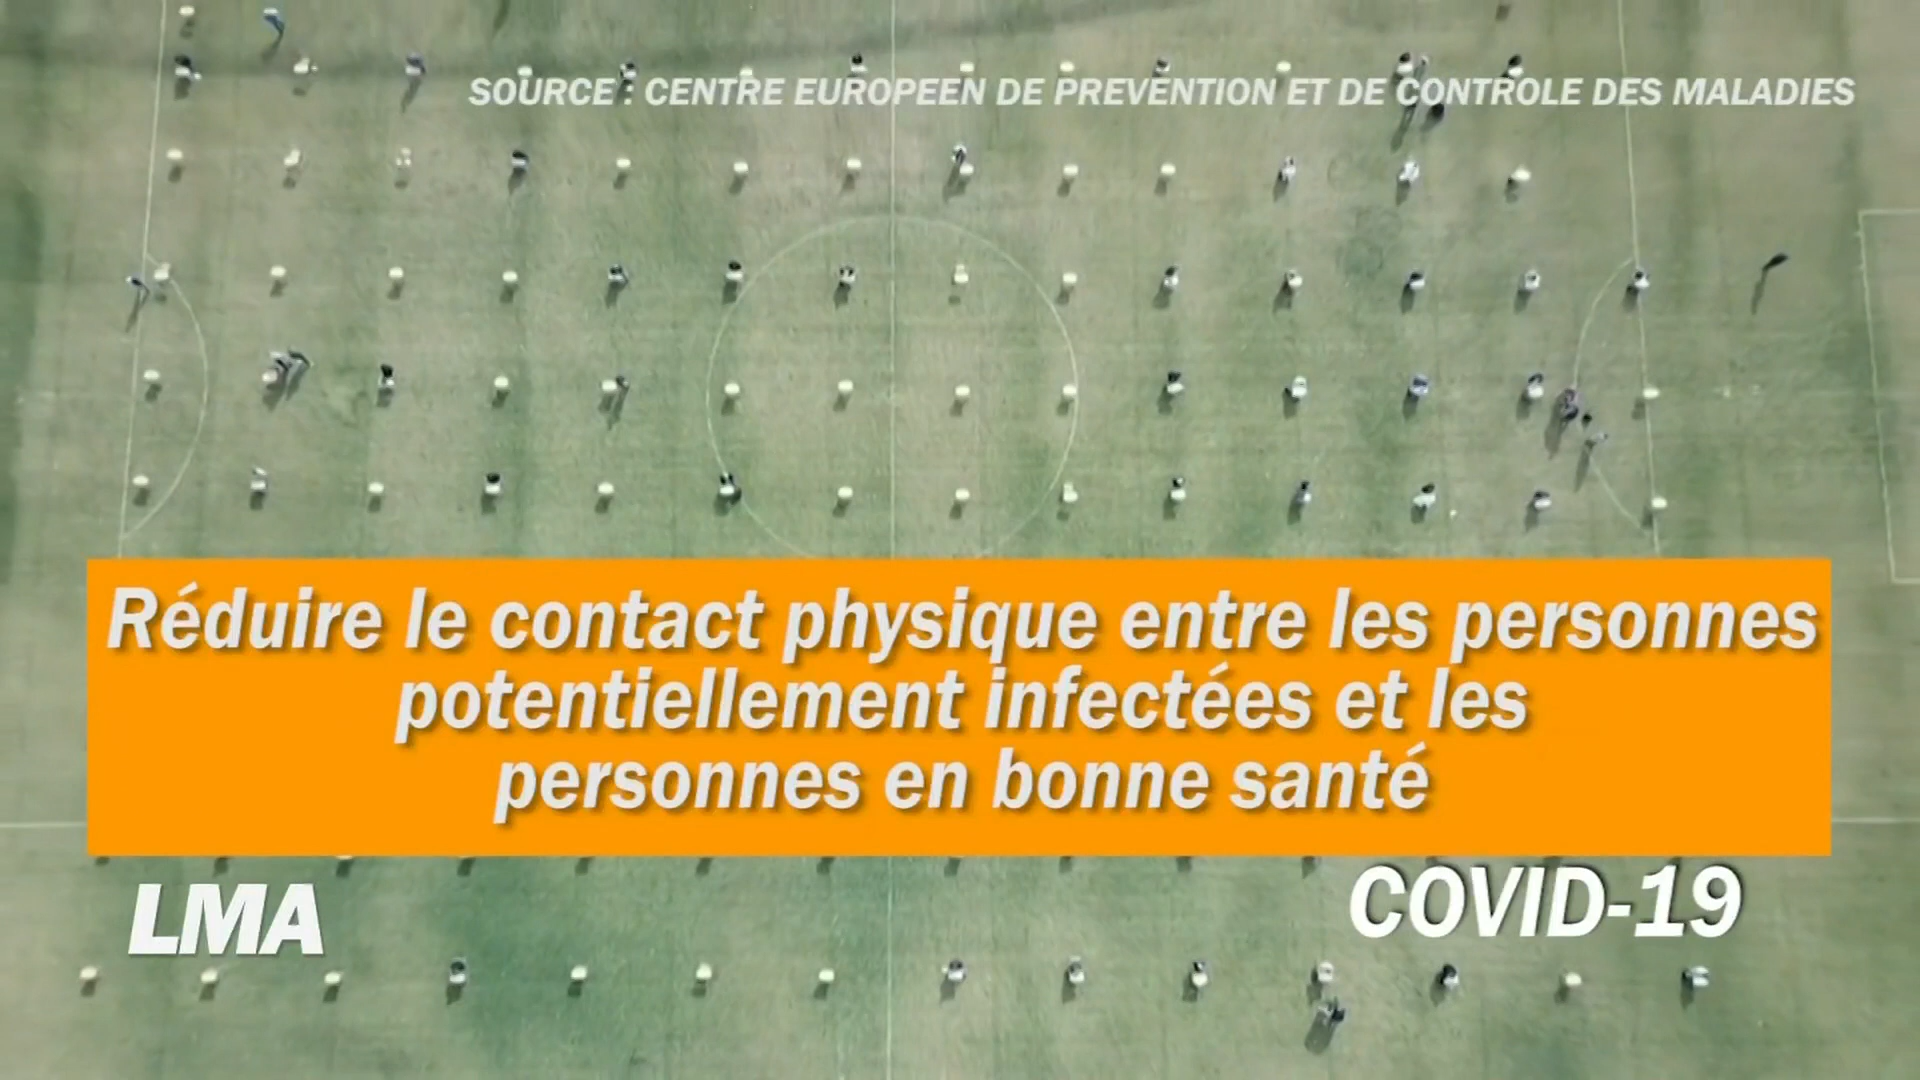 SOURCE : CENTRE EUROPEEN DE PREVENTION ET DE CONTROLE DES MALADIES
Réduire le contact physique entre les personnes
potentiellement infectées et les
personnes en bonne santé
LMA
COVID-19